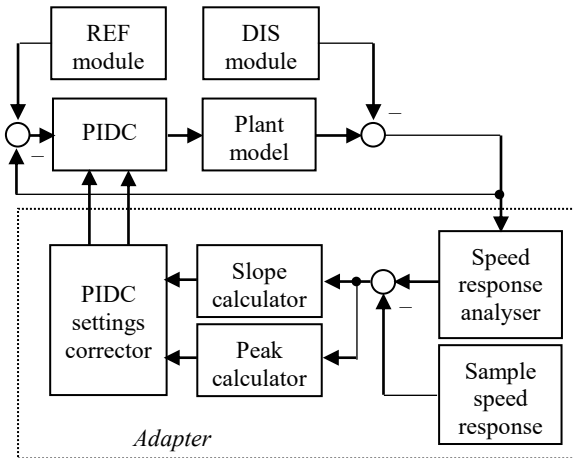 REF
module
DIS
module
PIDC
Plant
model
–
–
PIDC
settings
corrector
Slope
calculator
Peak
calculator
–
Speed
response
analyser
Sample
speed
response
Adapter